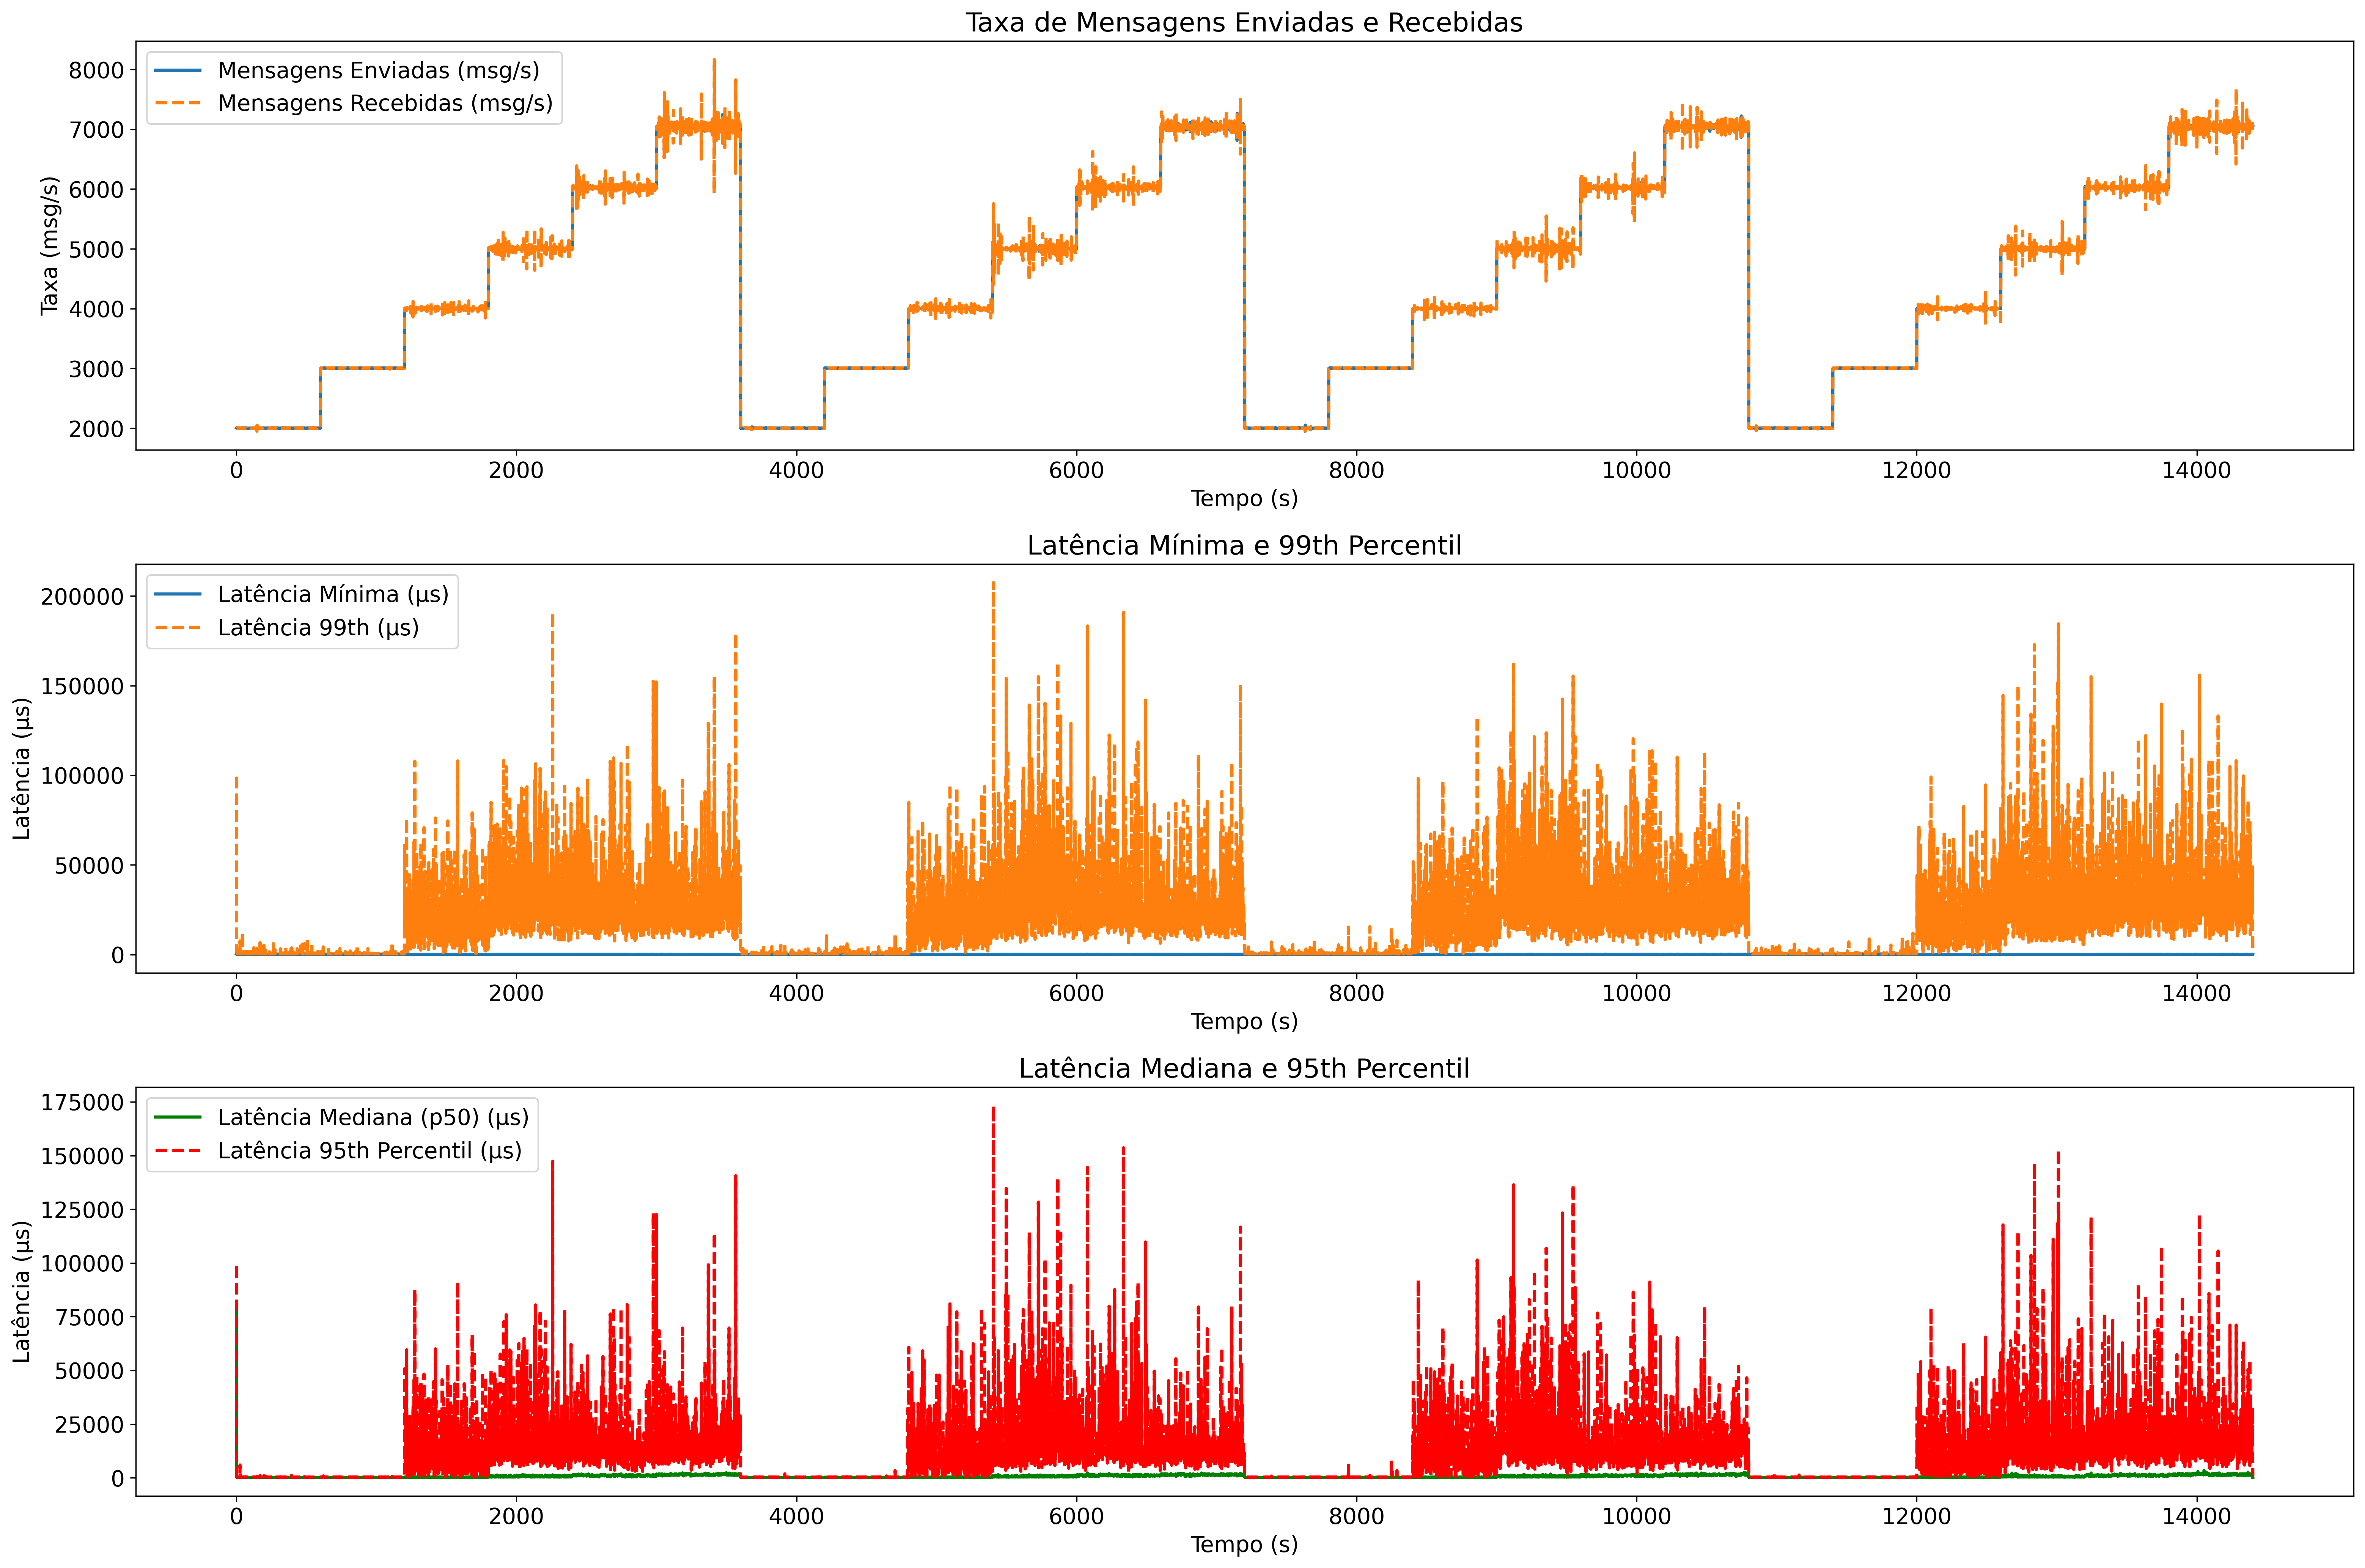 Taxa de Mensagens Enviadas e Recebidas
Mensagens Enviadas (msg/s)
Mensagens Recebidas (msg/s)
Taxa (msg/s)
8000
7000
6000
5000
4000
3000
2000
0 2000 4000 6000 8000 10000 12000 14000
Tempo (s)
Latência Mínima e 99th Percentil
Latência Mínima (µs)
Latência 99th (µs)
Latência (µs)
200000
150000
100000
50000
0
0 2000 4000 6000 8000 10000 12000 14000
Tempo (s)
Latência Mediana e 95th Percentil
Latência Mediana (p50) (µs)
Latência 95th Percentil (µs)
Latência (µs)
175000
150000
125000
100000
75000
50000
25000
0
0 2000 4000 6000 8000 10000 12000 14000
Tempo (s)